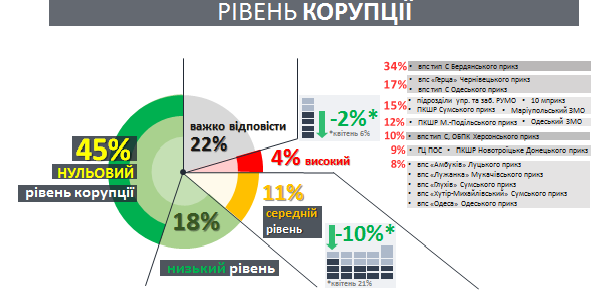 РІВЕНЬ КОРУПЦІЇ
45%
НУЛЬОВИЙ
рівень корупції
важко відповісти
22%
-2%*
*квітень 6%
4% високий
11%
середній
рівень
18%
низький рівень
-10%*
*квітень 21%
34% • впс тип С Бердянського прикз
17% • впс «Герца» Чернівецького прикз
• впс тип С Одеського прикз
15% • підрозділи упр. та заб. РУМО • 10 мприкз
• ПКШР Сумського прикз • Маріупольський ЗМО
12% • ПКШР М.-Подільського прикз • Одеський ЗМО
10% • впс тип С, ОБПК Херсонського прикз
9% • ГЦ ПОС • ПКШР Новотроїцьке Донецького прикз
8% • впс «Амбуків» Луцького прикз
• впс «Лужанка» Мукачівського прикз
• впс «Глухів» Сумського прикз
• впс «Хутір-Михайлівський» Сумського прикз
• впс «Одеса» Одеського прикз